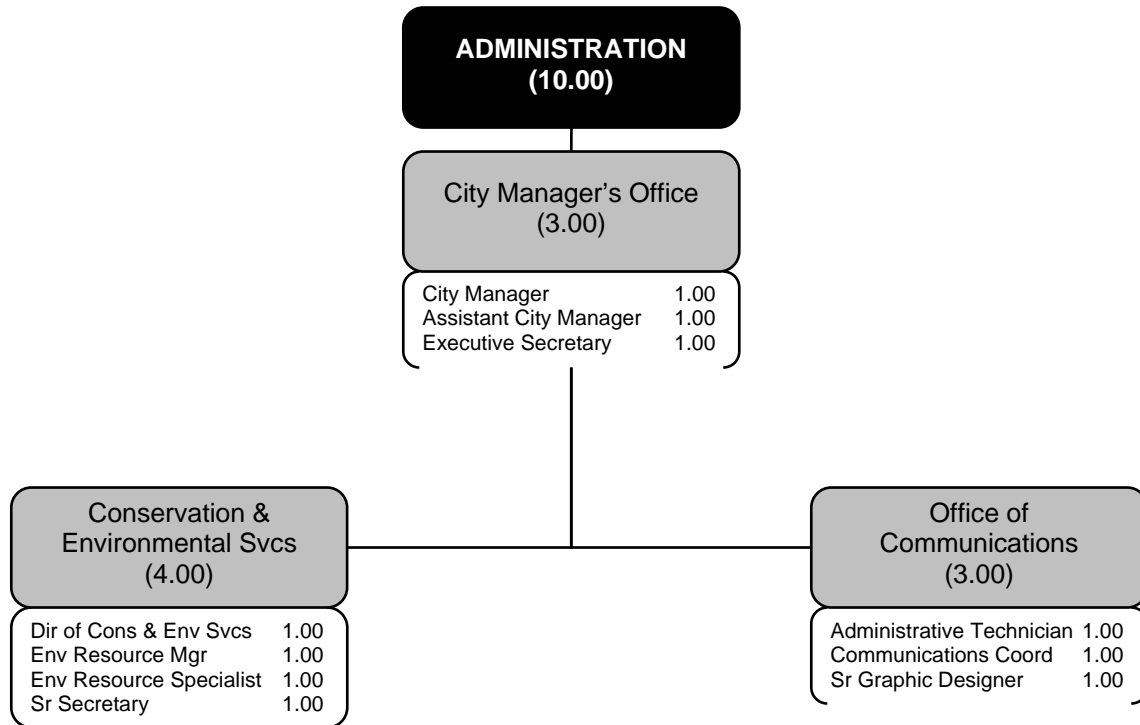 ADMINISTRATION
(10.00)
City Manager’s Office
(3.00)
City Manager 1.00
Assistant City Manager 1.00
Executive Secretary 1.00
Conservation &
Environmental Svcs
(4.00)
Dir of Cons & Env Svcs 1.00
Env Resource Mgr 1.00
Env Resource Specialist 1.00
Sr Secretary 1.00
Office of
Communications
(3.00)
Administrative Technician 1.00
Communications Coord 1.00
Sr Graphic Designer 1.00